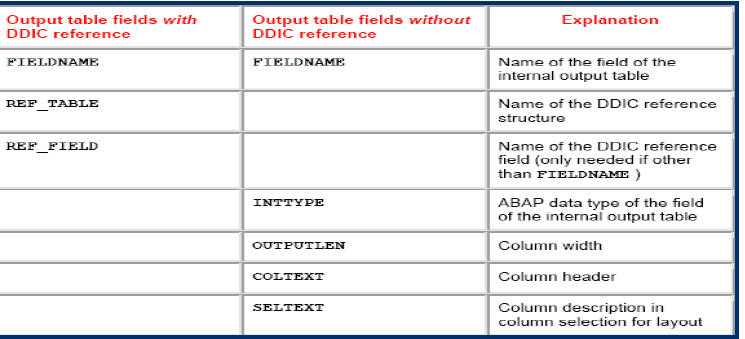 Output table fields with DDIC reference
Output table fields without DDIC reference
Explanation
FIELDNAME
FIELDNAME
Name of the field of the internal output table
REF_TABLE
Name of the DDIC reference structure
REF_FIELD
Name of the DDIC reference field (only needed if other than FIELDNAME )
INTTYPE
ABAP data type of the field of the internal output table
OUTPUTLEN
Column width
COLTEXT
Column header
SELTEXT
Column description in column selection for layout